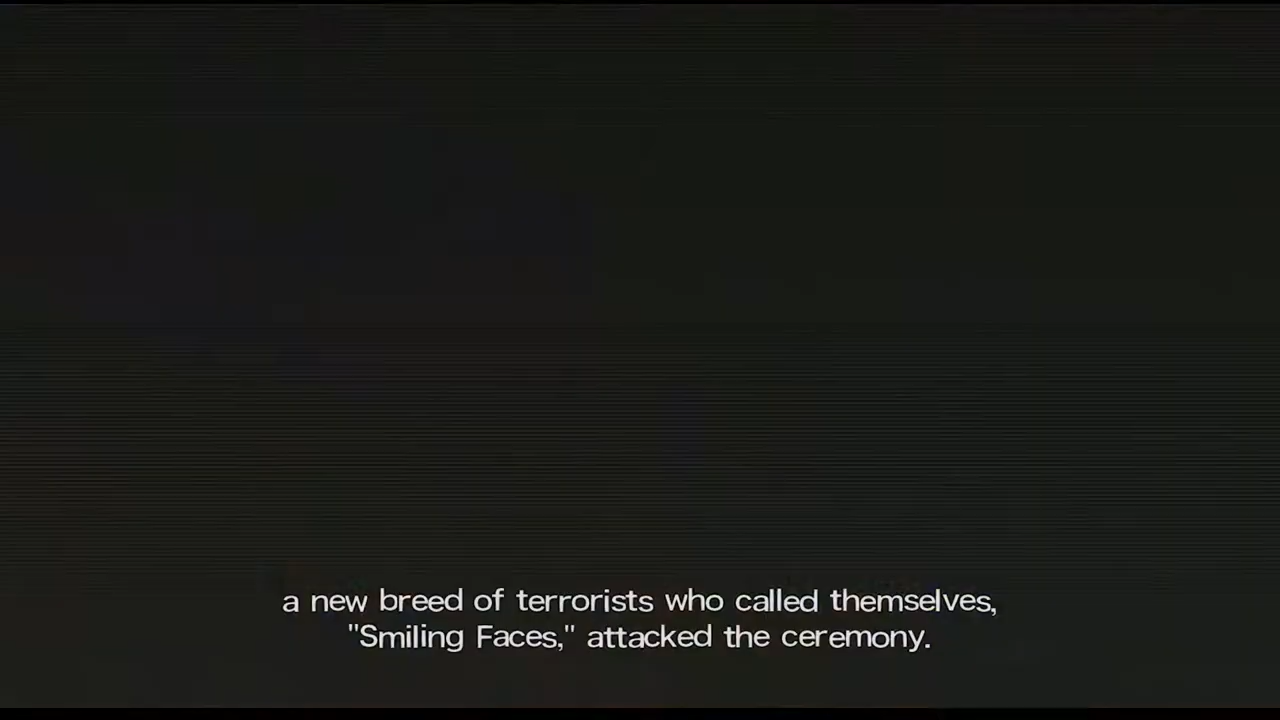 a new breed of terrorists who called themselves,
"Smiling Faces," attacked the ceremony.